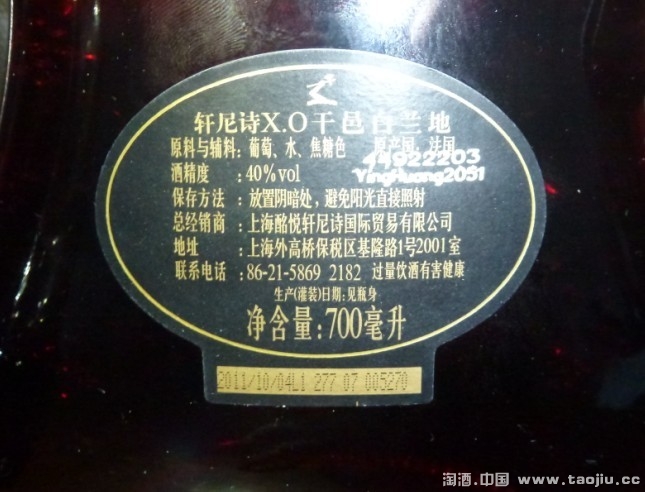 轩尼诗X.O干邑白兰地
原料与辅料: 葡萄、水、焦糖色 原产国: 法国
44922203
酒精度 : 40%vol
YingHuang2051
保存方法 : 放置阴暗处, 避免阳光直接照射
总经销商 : 上海酩悦轩尼诗国际贸易有限公司
地址 : 上海外高桥保税区基隆路1号2001室
联系电话 : 86-21-5869 2182 过量饮酒有害健康
生产(灌装)日期: 见瓶身
净含量: 700毫升
2011/10/04L1 277 07 005270
淘酒.中国 www.taojiu.cc